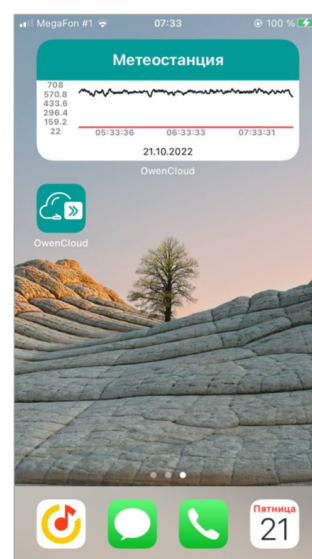 MegaFon #1 07:33 100 %
Метеостанция
708
570.8
433.6
296.4
159.2
22
05:33:36 06:33:33 07:33:31
21.10.2022
OwenCloud
OwenCloud
Пятница
21